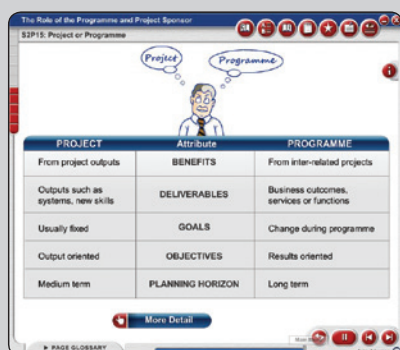 The Role of the Programme and Project Sponsor
S2P15: Project or Programme
Project
Programme
PROJECT Attribute PROGRAMME
From project outputs BENEFITS From inter-related projects
Outputs such as
systems, new skills
DELIVERABLES
Business outcomes,
services or functions
Usually fixed GOALS Change during programme
Output oriented OBJECTIVES Results oriented
Medium term PLANNING HORIZON Long term
More Detail
PAGE GLOSSARY